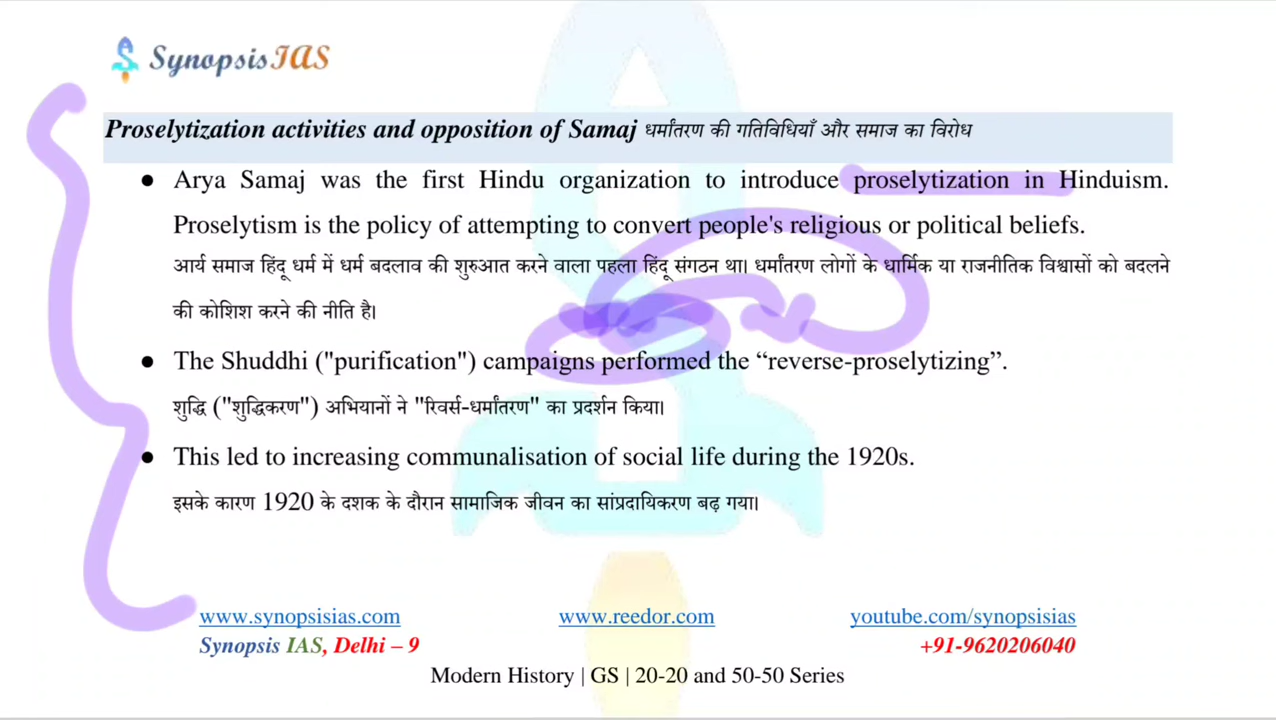 SynopsisIAS
Proselytization activities and opposition of Samaj धर्मांतरण की गतिविधियाँ और समाज का विरोध
● Arya Samaj was the first Hindu organization to introduce proselytization in Hinduism.
Proselytism is the policy of attempting to convert people's religious or political beliefs.
आर्य समाज हिंदू धर्म में धर्म बदलाव की शुरुआत करने वाला पहला हिंदू संगठन था। धर्मांतरण लोगों के धार्मिक या राजनीतिक विश्वासों को बदलने
की कोशिश करने की नीति है।
● The Shuddhi ("purification") campaigns performed the “reverse-proselytizing”.
शुद्धि ("शुद्धिकरण") अभियानों ने "रिवर्स-धर्मांतरण" का प्रदर्शन किया।
● This led to increasing communalisation of social life during the 1920s.
इसके कारण 1920 के दशक के दौरान सामाजिक जीवन का सांप्रदायिकरण बढ़ गया।
www.synopsisias.com www.reedor.com youtube.com/synopsisias
Synopsis IAS, Delhi – 9 +91-9620206040
Modern History | GS | 20-20 and 50-50 Series